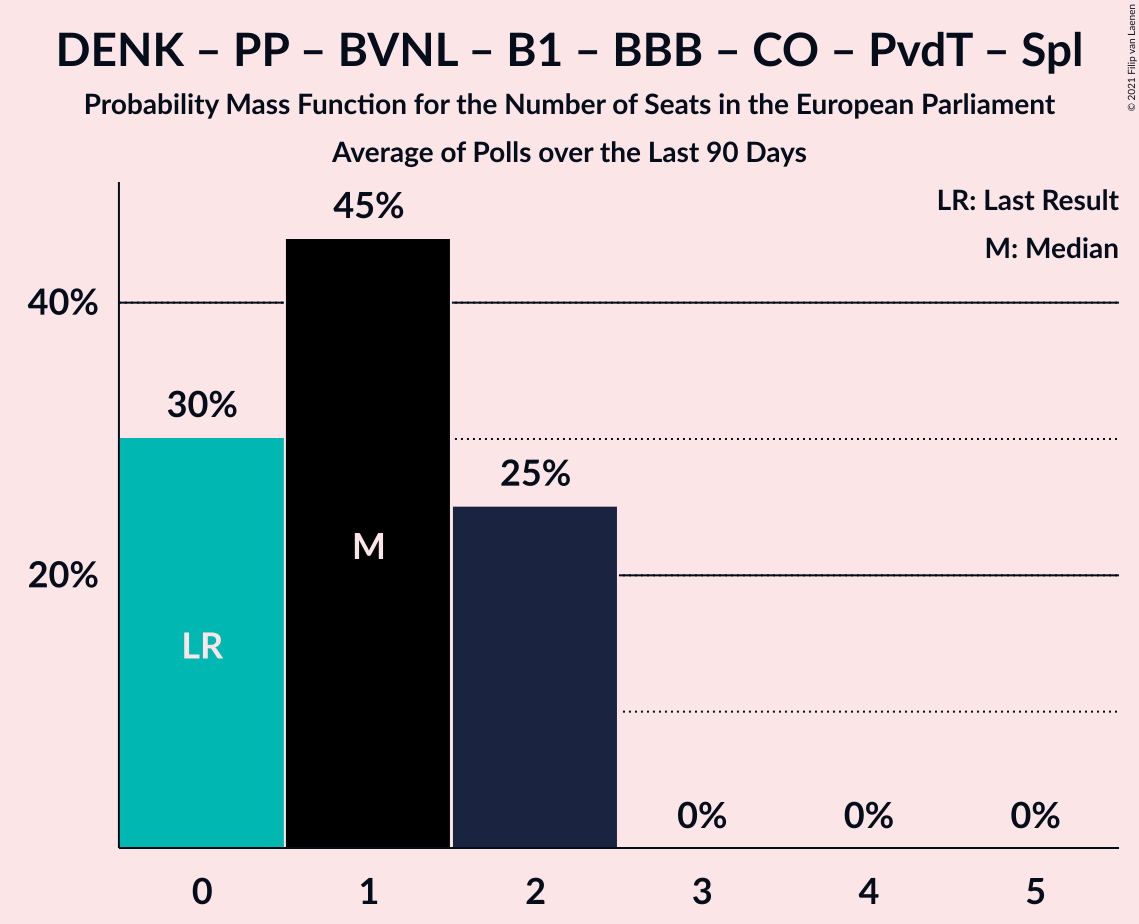 DENK – PP – BVNL – B1 – BBB – CO – PvdT – Spl
Probability Mass Function for the Number of Seats in the European Parliament
Average of Polls over the Last 90 Days
© 2021 Filip van Laenen
LR: Last Result
M: Median
45%
40%
30%
25%
M
20%
LR
0% 0% 0%
0 1 2 3 4 5